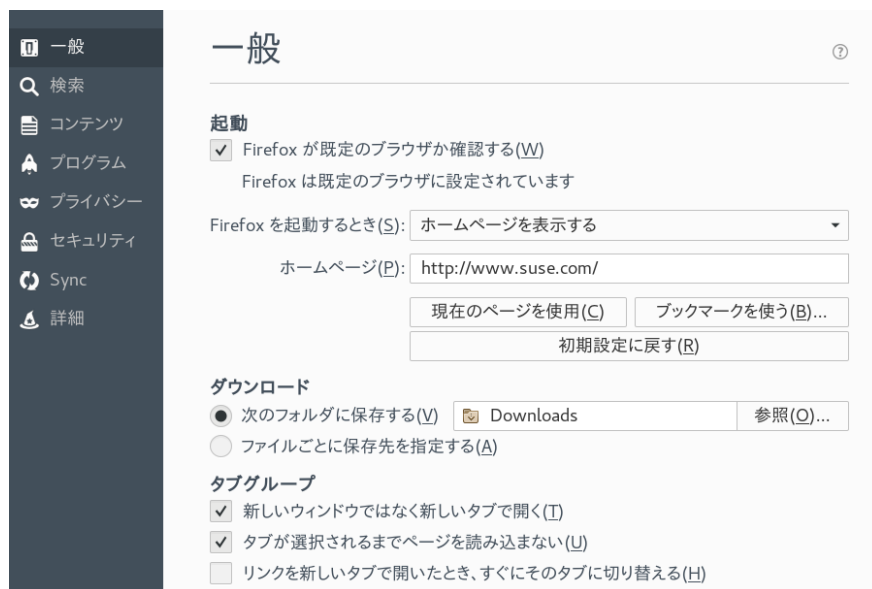 一般
検索
コンテンツ
プログラム
プライバシー
セキュリティ
Sync
詳細
一般
起動
Firefox が既定のブラウザか確認する(W)
Firefox は既定のブラウザに設定されています
Firefox を起動するとき(S): ホームページを表示する
ホームページ(P): http://www.suse.com/
現在のページを使用(C) ブックマークを使う(B)...
初期設定に戻す(R)
ダウンロード
次のフォルダに保存する(V) Downloads 参照(O)...
ファイルごとに保存先を指定する(A)
タブグループ
新しいウィンドウではなく新しいタブで開く(T)
タブが選択されるまでページを読み込まない(U)
リンクを新しいタブで開いたとき、すぐにそのタブに切り替える(H)